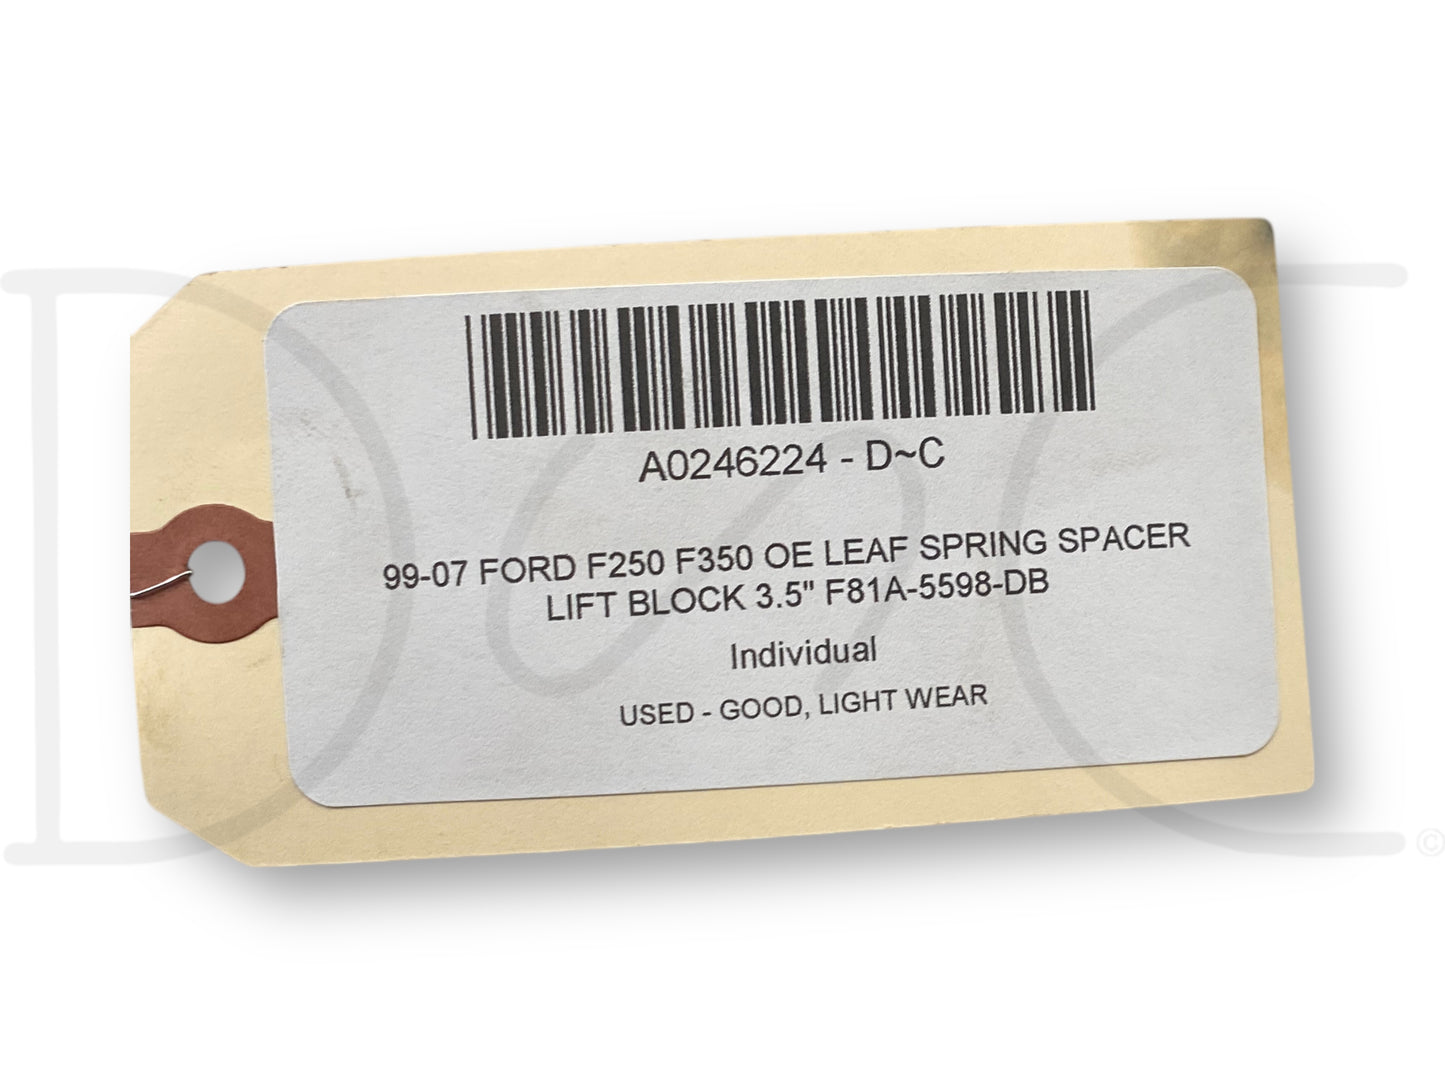 A0246224 - D~C
99-07 FORD F250 F350 OE LEAF SPRING SPACER
LIFT BLOCK 3.5" F81A-5598-DB
Individual
USED - GOOD, LIGHT WEAR
D~C
©